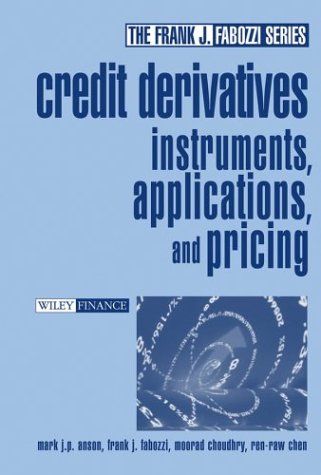 THE FRANK J. FABOZZI SERIES
credit derivatives
instruments,
applications,
and pricing
WILEY FINANCE
mark j.p. anson, frank j. fabozzi, moorad choudhry, ren-raw chen